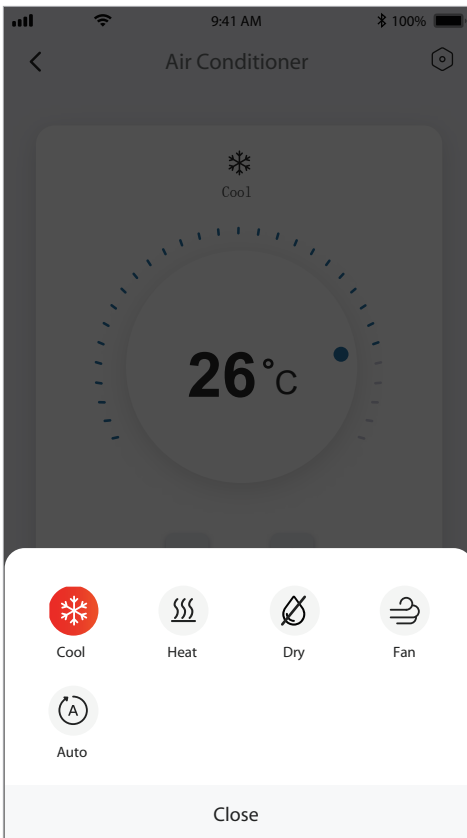 9:41 AM 100%
Air Conditioner
Cool
26°C
Cool Heat Dry Fan
A
Auto
Close